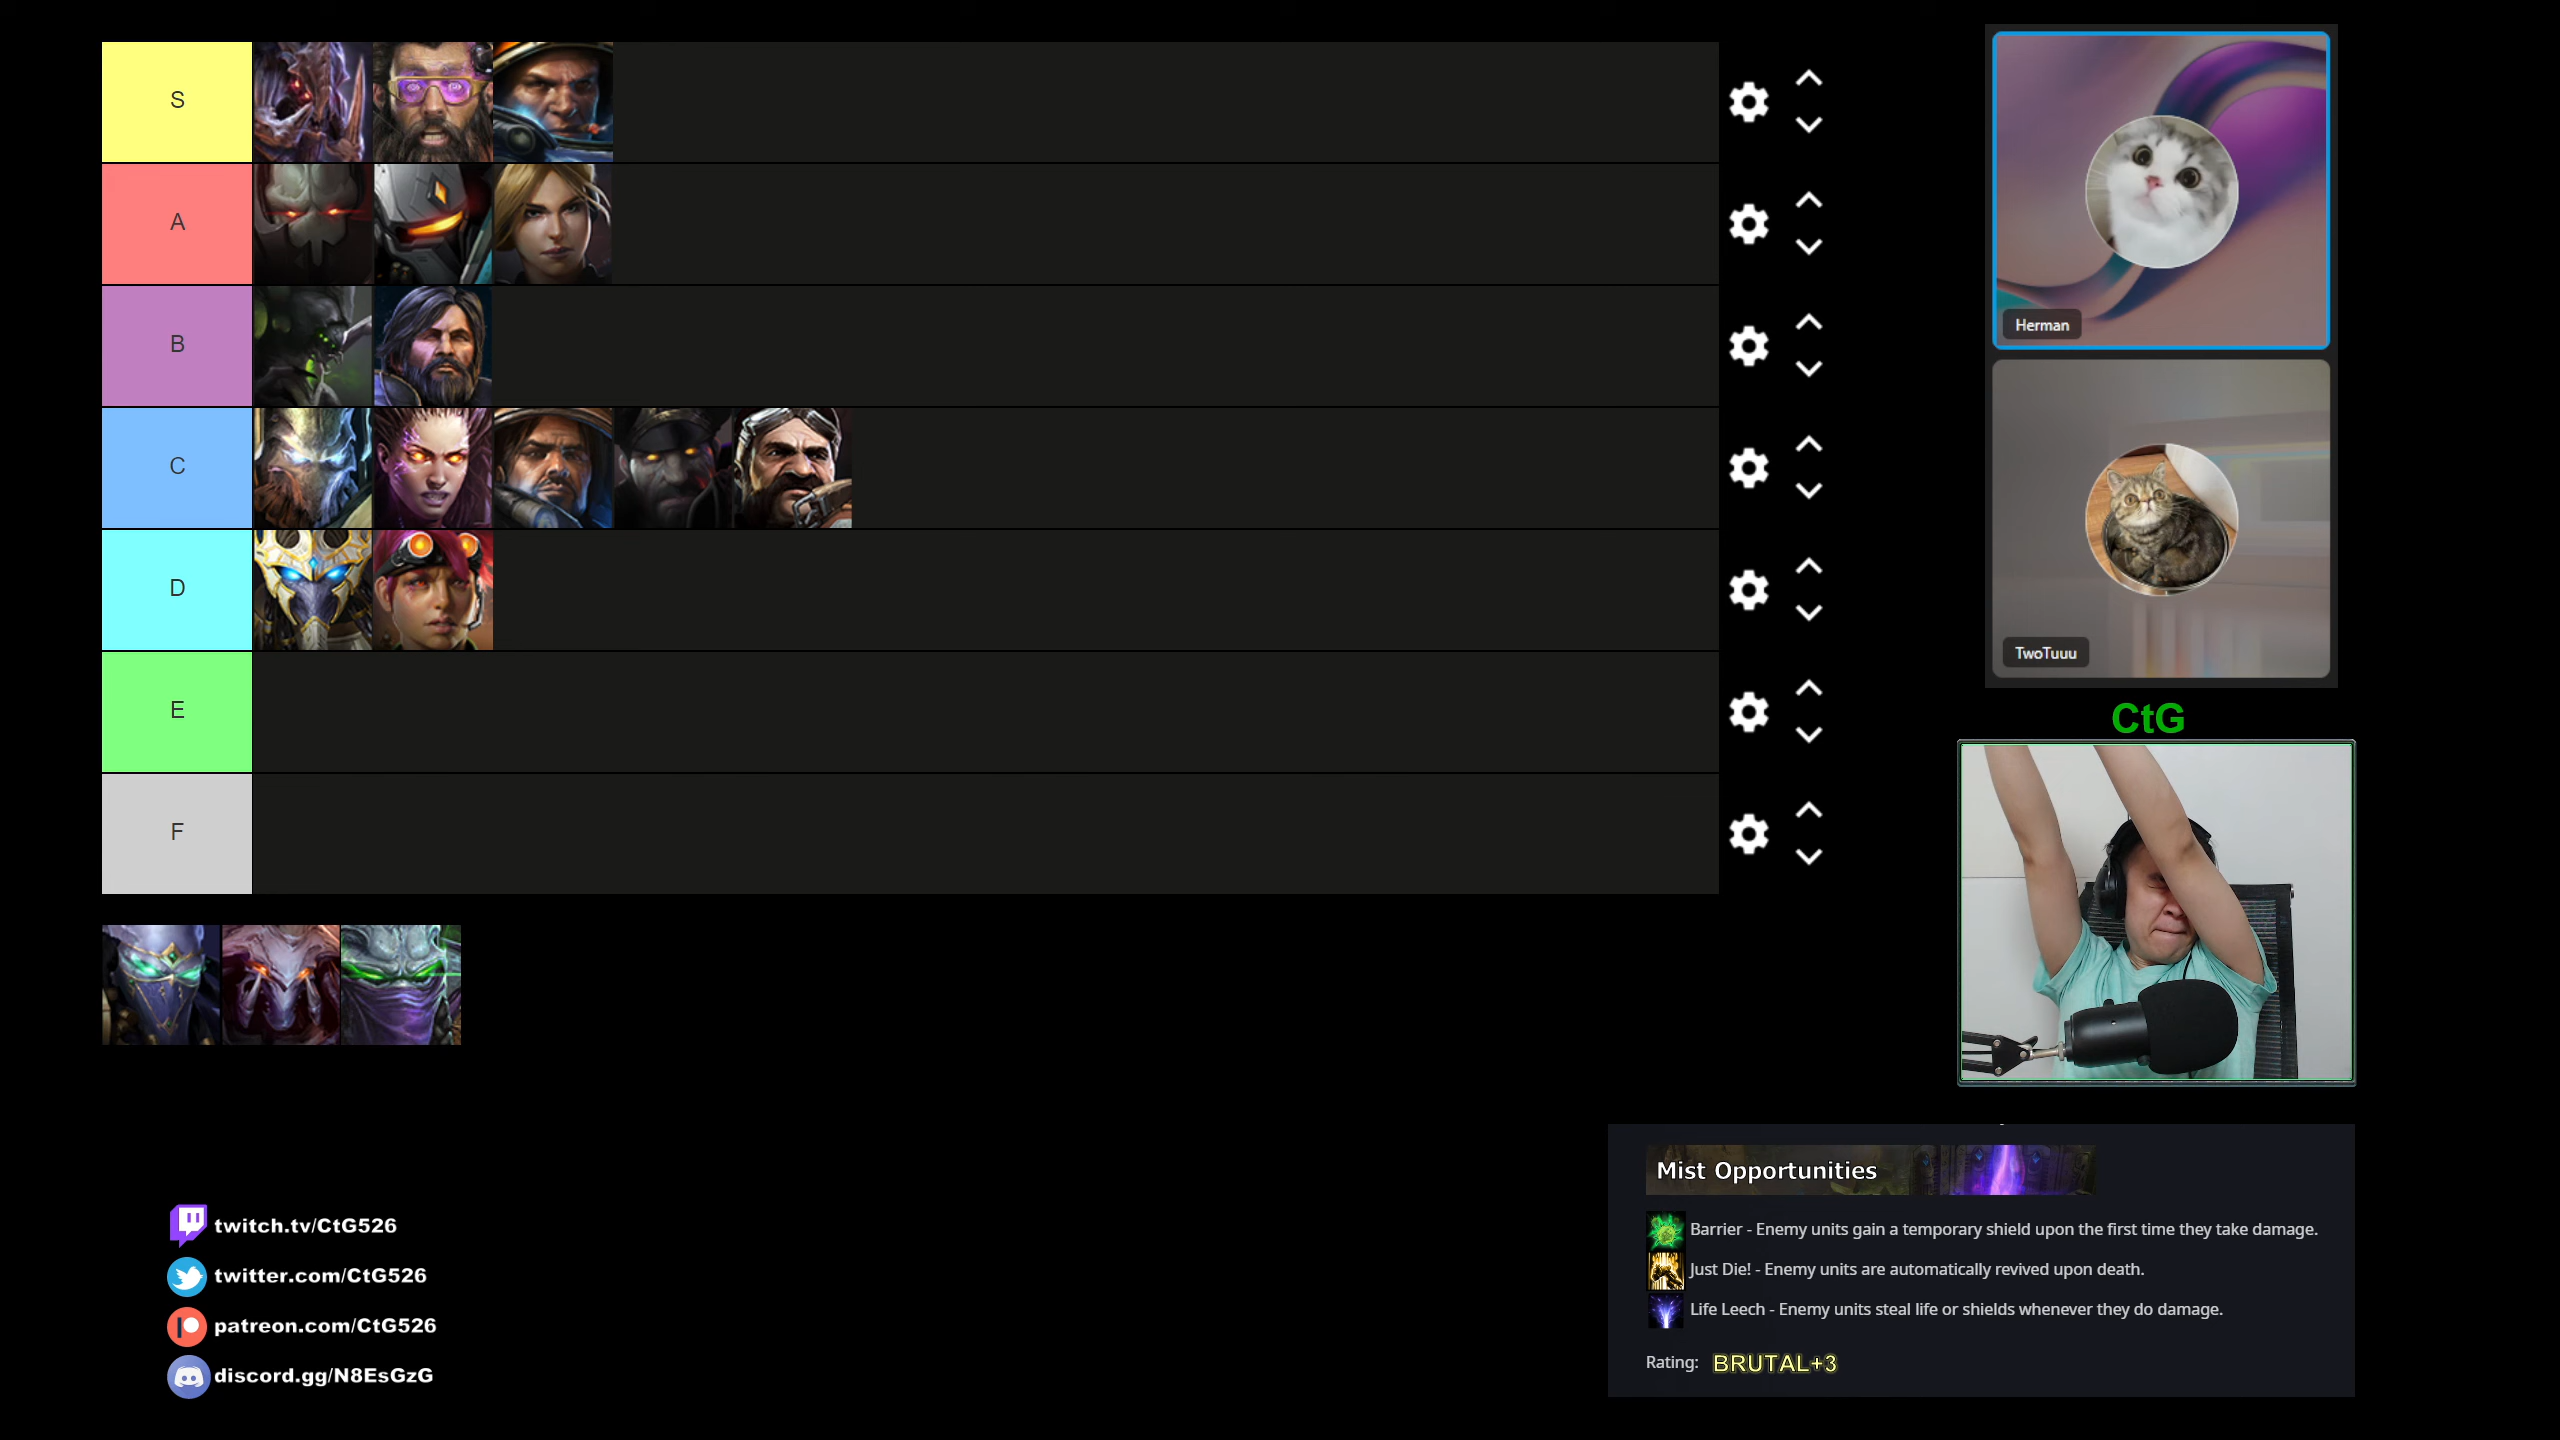 S
A
B
C
D
E
F
Herman
TwoTuuu
CtG
twitch.tv/CtG526
twitter.com/CtG526
patreon.com/CtG526
discord.gg/N8EsGzG
Mist Opportunities
Barrier - Enemy units gain a temporary shield upon the first time they take damage.
Just Die! - Enemy units are automatically revived upon death.
Life Leech - Enemy units steal life or shields whenever they do damage.
Rating: BRUTAL+3